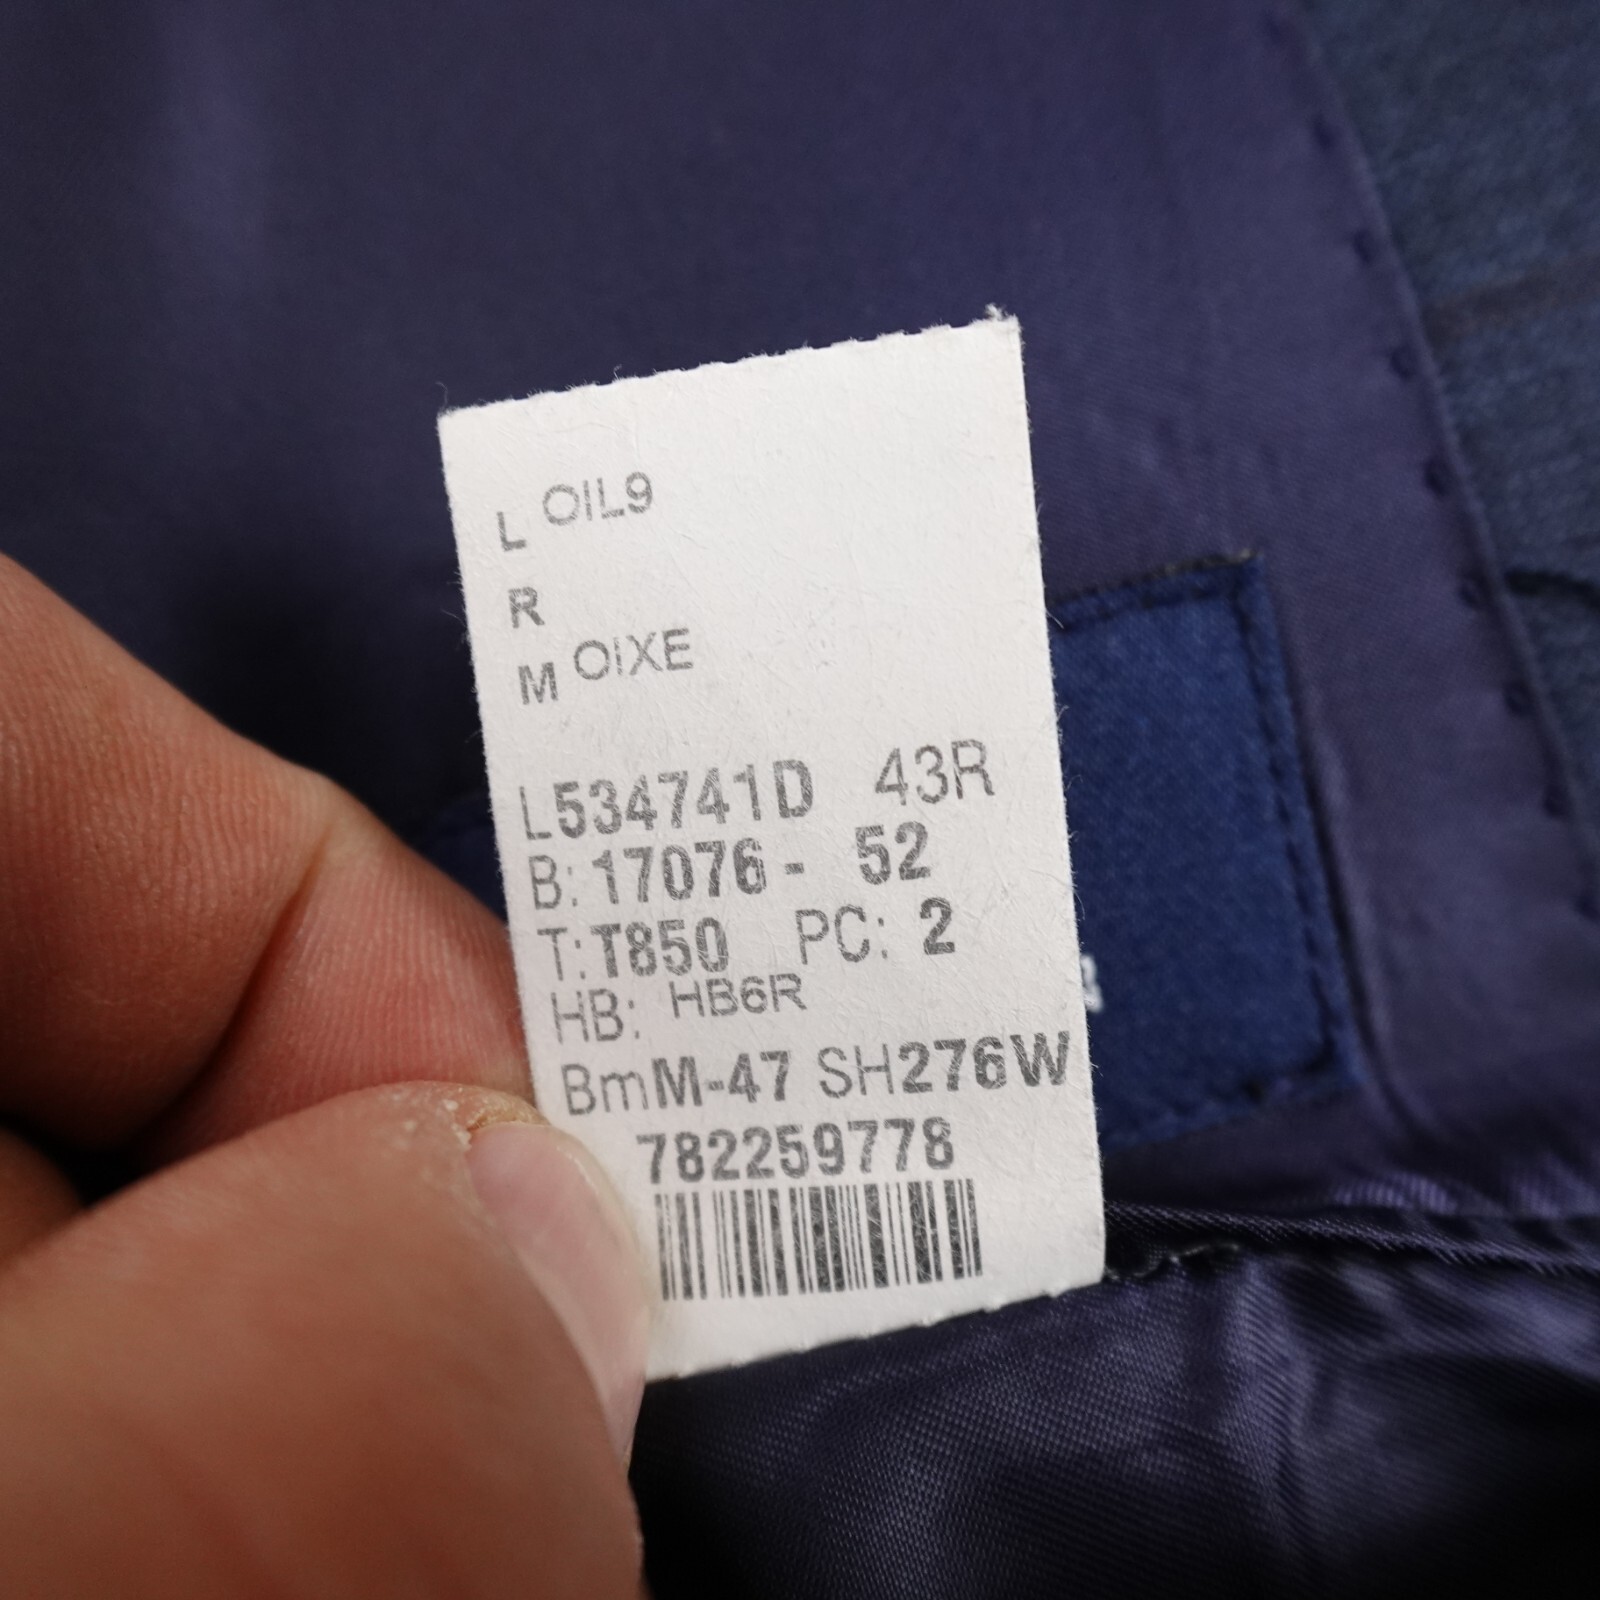 L OIL9
R
M OIXE
L534741D 43R
B: 17076- 52
T: T850 PC: 2
HB: HB6R
BmM-47 SH276W
782259778